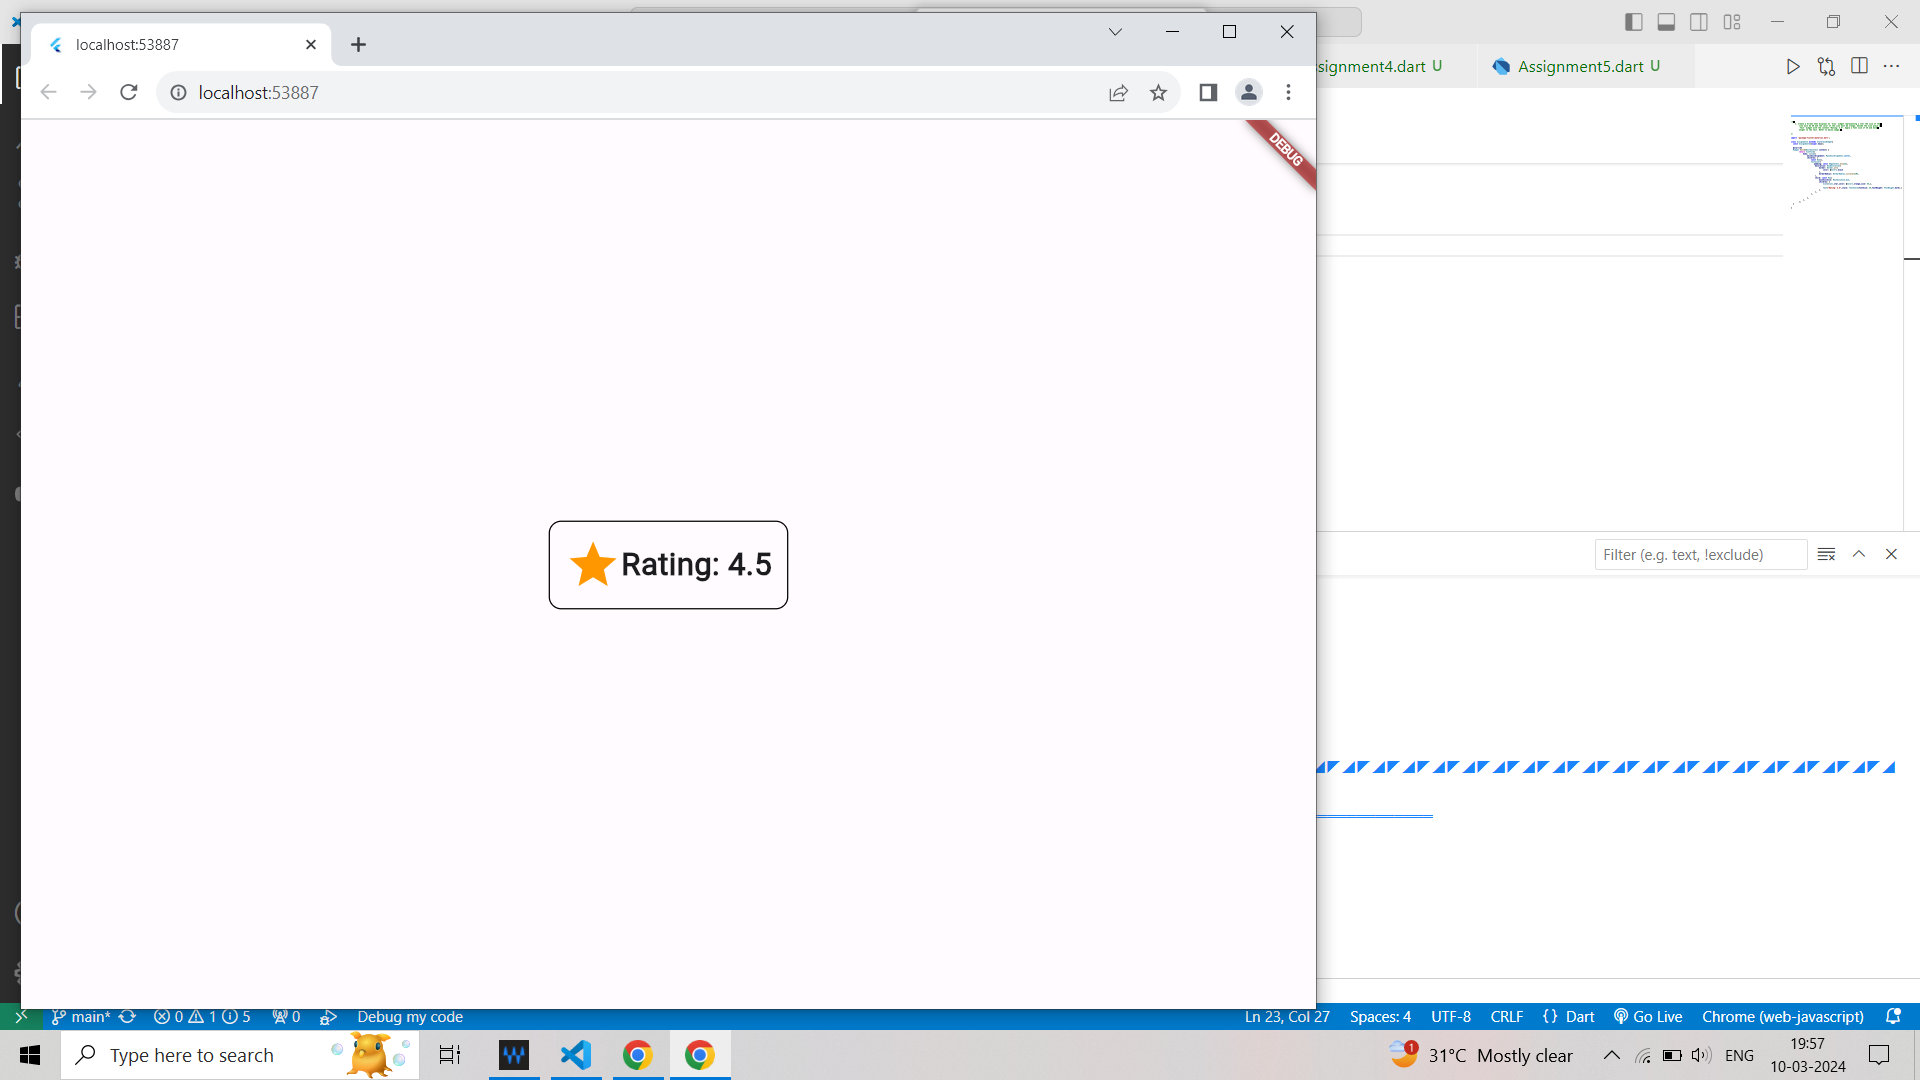 localhost:53887
localhost:53887
DEBUG
Rating: 4.5
ssignment4.dart U
Assignment5.dart U
Filter (e.g. text, !exclude)
main* 0 1 5 0 Debug my code
Ln 23, Col 27 Spaces: 4 UTF-8 CRLF {} Dart Go Live Chrome (web-javascript)
Type here to search
1 31°C Mostly clear ENG
19:57
10-03-2024